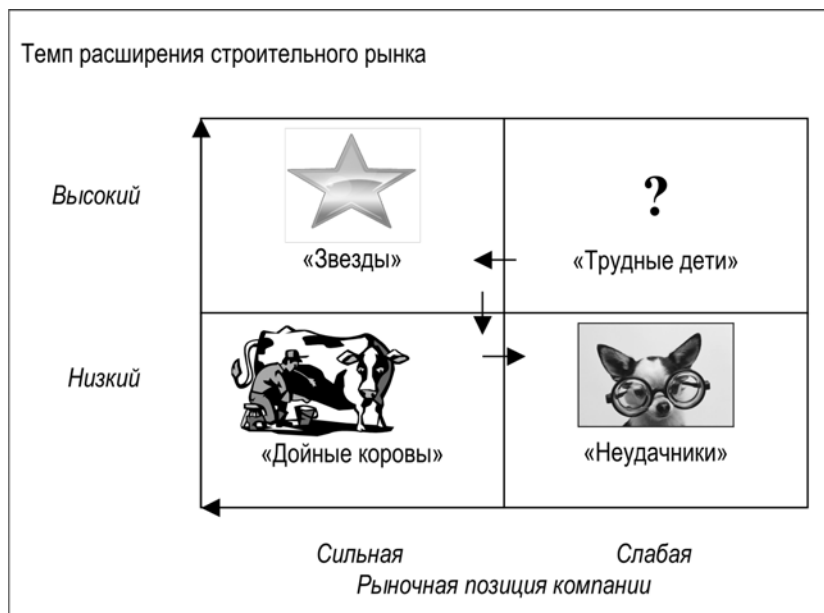 Темп расширения строительного рынка
Высокий
?
«Звезды»
«Трудные дети»
Низкий
«Дойные коровы»
«Неудачники»
Сильная
Слабая
Рыночная позиция компании